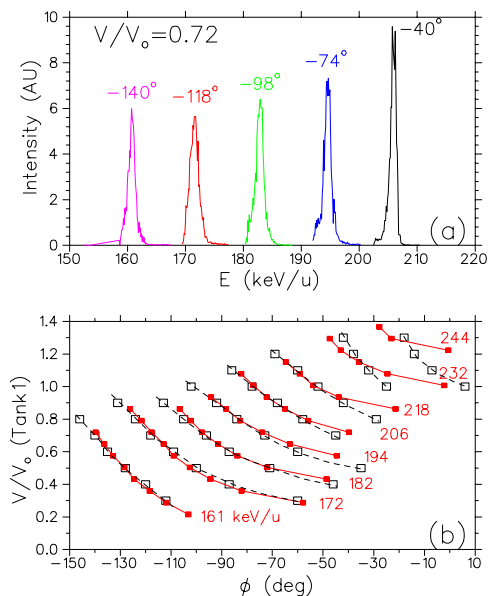 V/Vo=0.72
−140°
−118°
−98°
−74°
−40°
Intensity (AU)
10
8
6
4
2
0
(a)
150 160 170 180 190 200 210 220
E (keV/u)
V/Vo (Tank1)
1.4
1.2
1.0
0.8
0.6
0.4
0.2
0.0
244
232
218
206
194
182
172
161 keV/u
(b)
−150 −130 −110 −90 −70 −50 −30 −10 10
ϕ (deg)